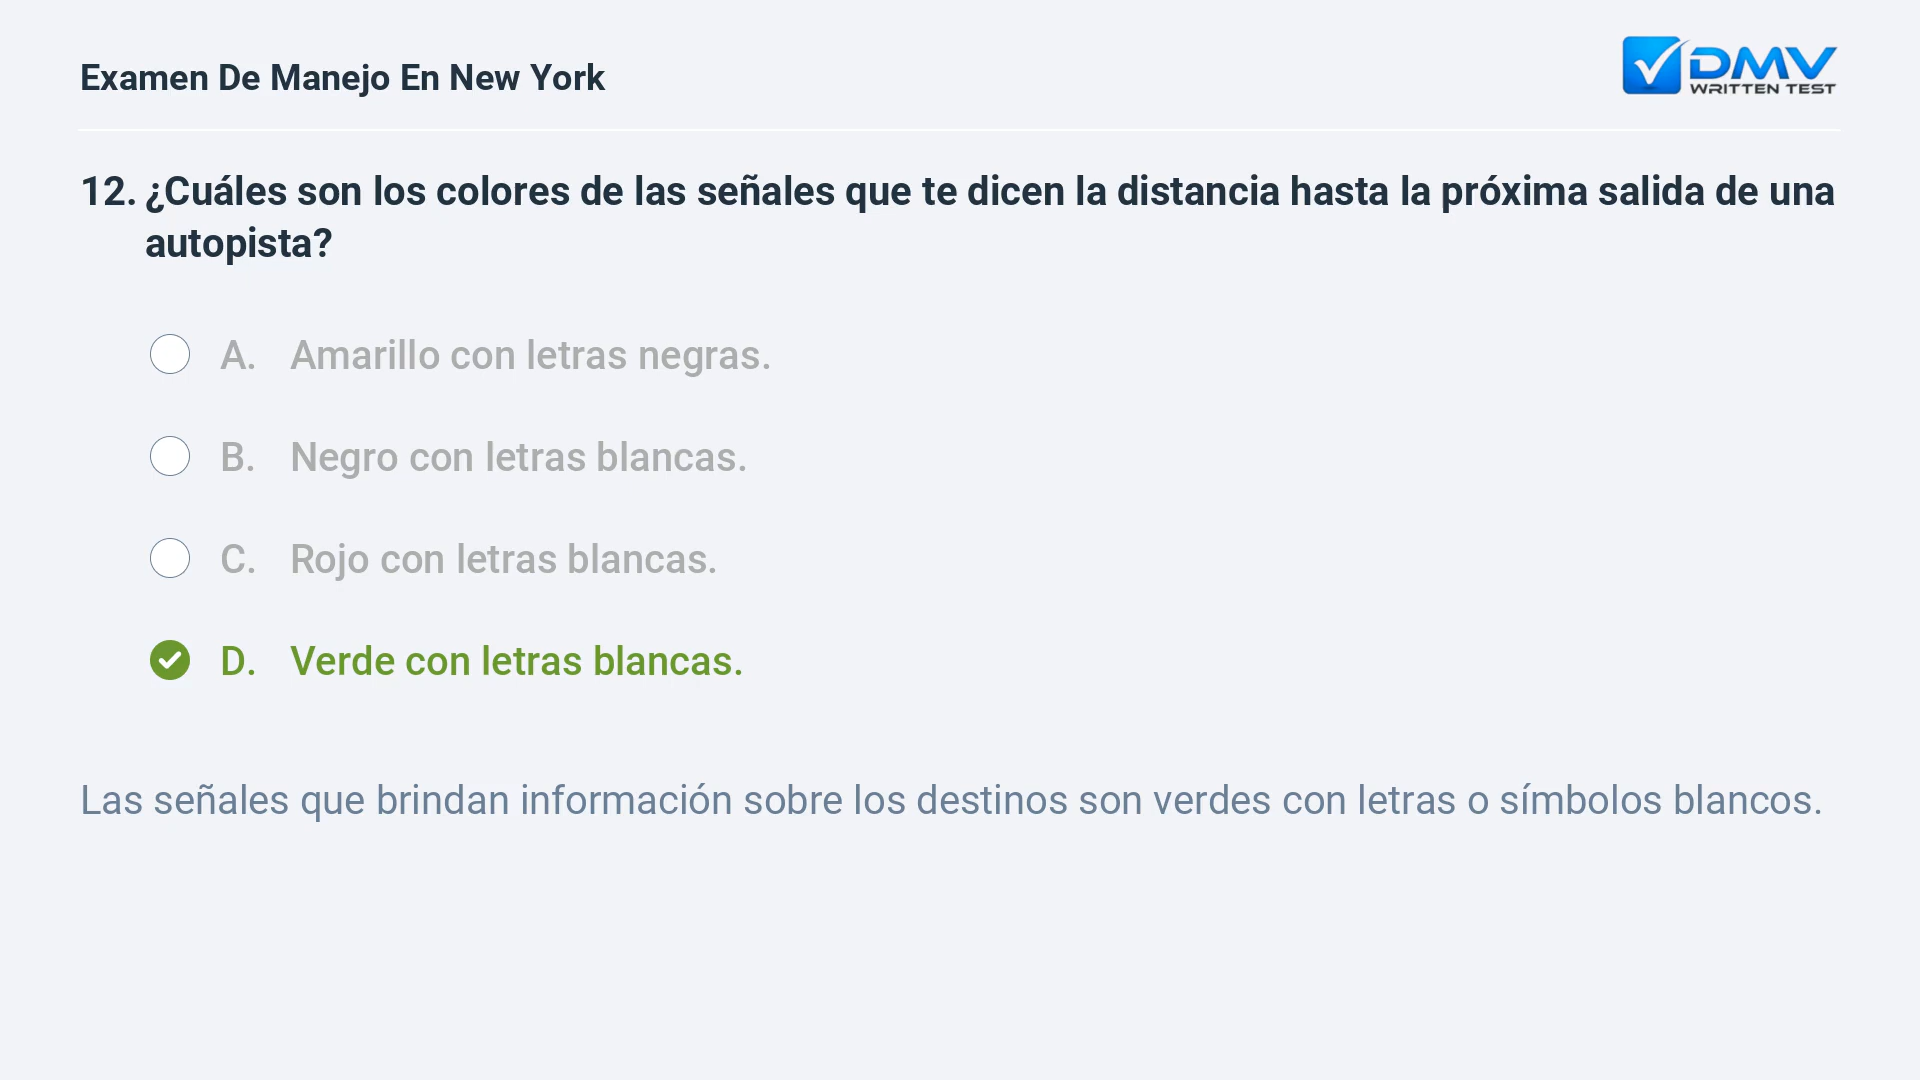 Examen De Manejo En New York
DMV
WRITTEN TEST
12. ¿Cuáles son los colores de las señales que te dicen la distancia hasta la próxima salida de una
autopista?
A. Amarillo con letras negras.
B. Negro con letras blancas.
C. Rojo con letras blancas.
D. Verde con letras blancas.
Las señales que brindan información sobre los destinos son verdes con letras o símbolos blancos.